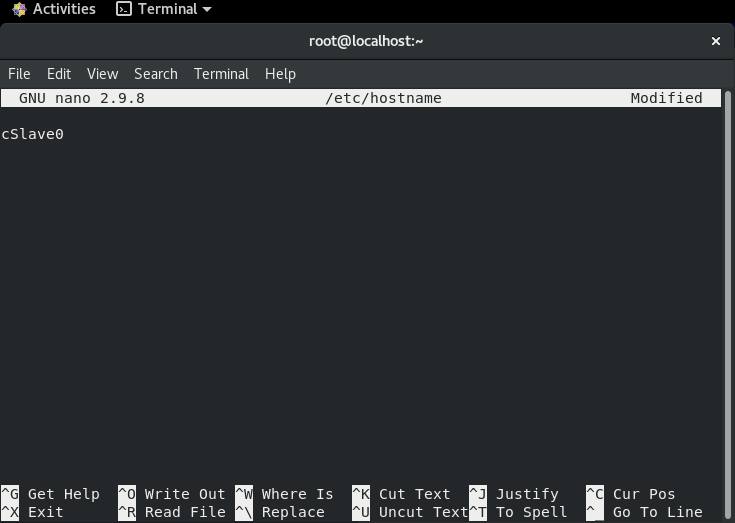 Activities Terminal
root@localhost:~ ×
File Edit View Search Terminal Help
GNU nano 2.9.8 /etc/hostname Modified
cSlave0
^G Get Help ^O Write Out ^W Where Is ^K Cut Text ^J Justify ^C Cur Pos
^X Exit ^R Read File ^\ Replace ^U Uncut Text ^T To Spell ^ Go To Line